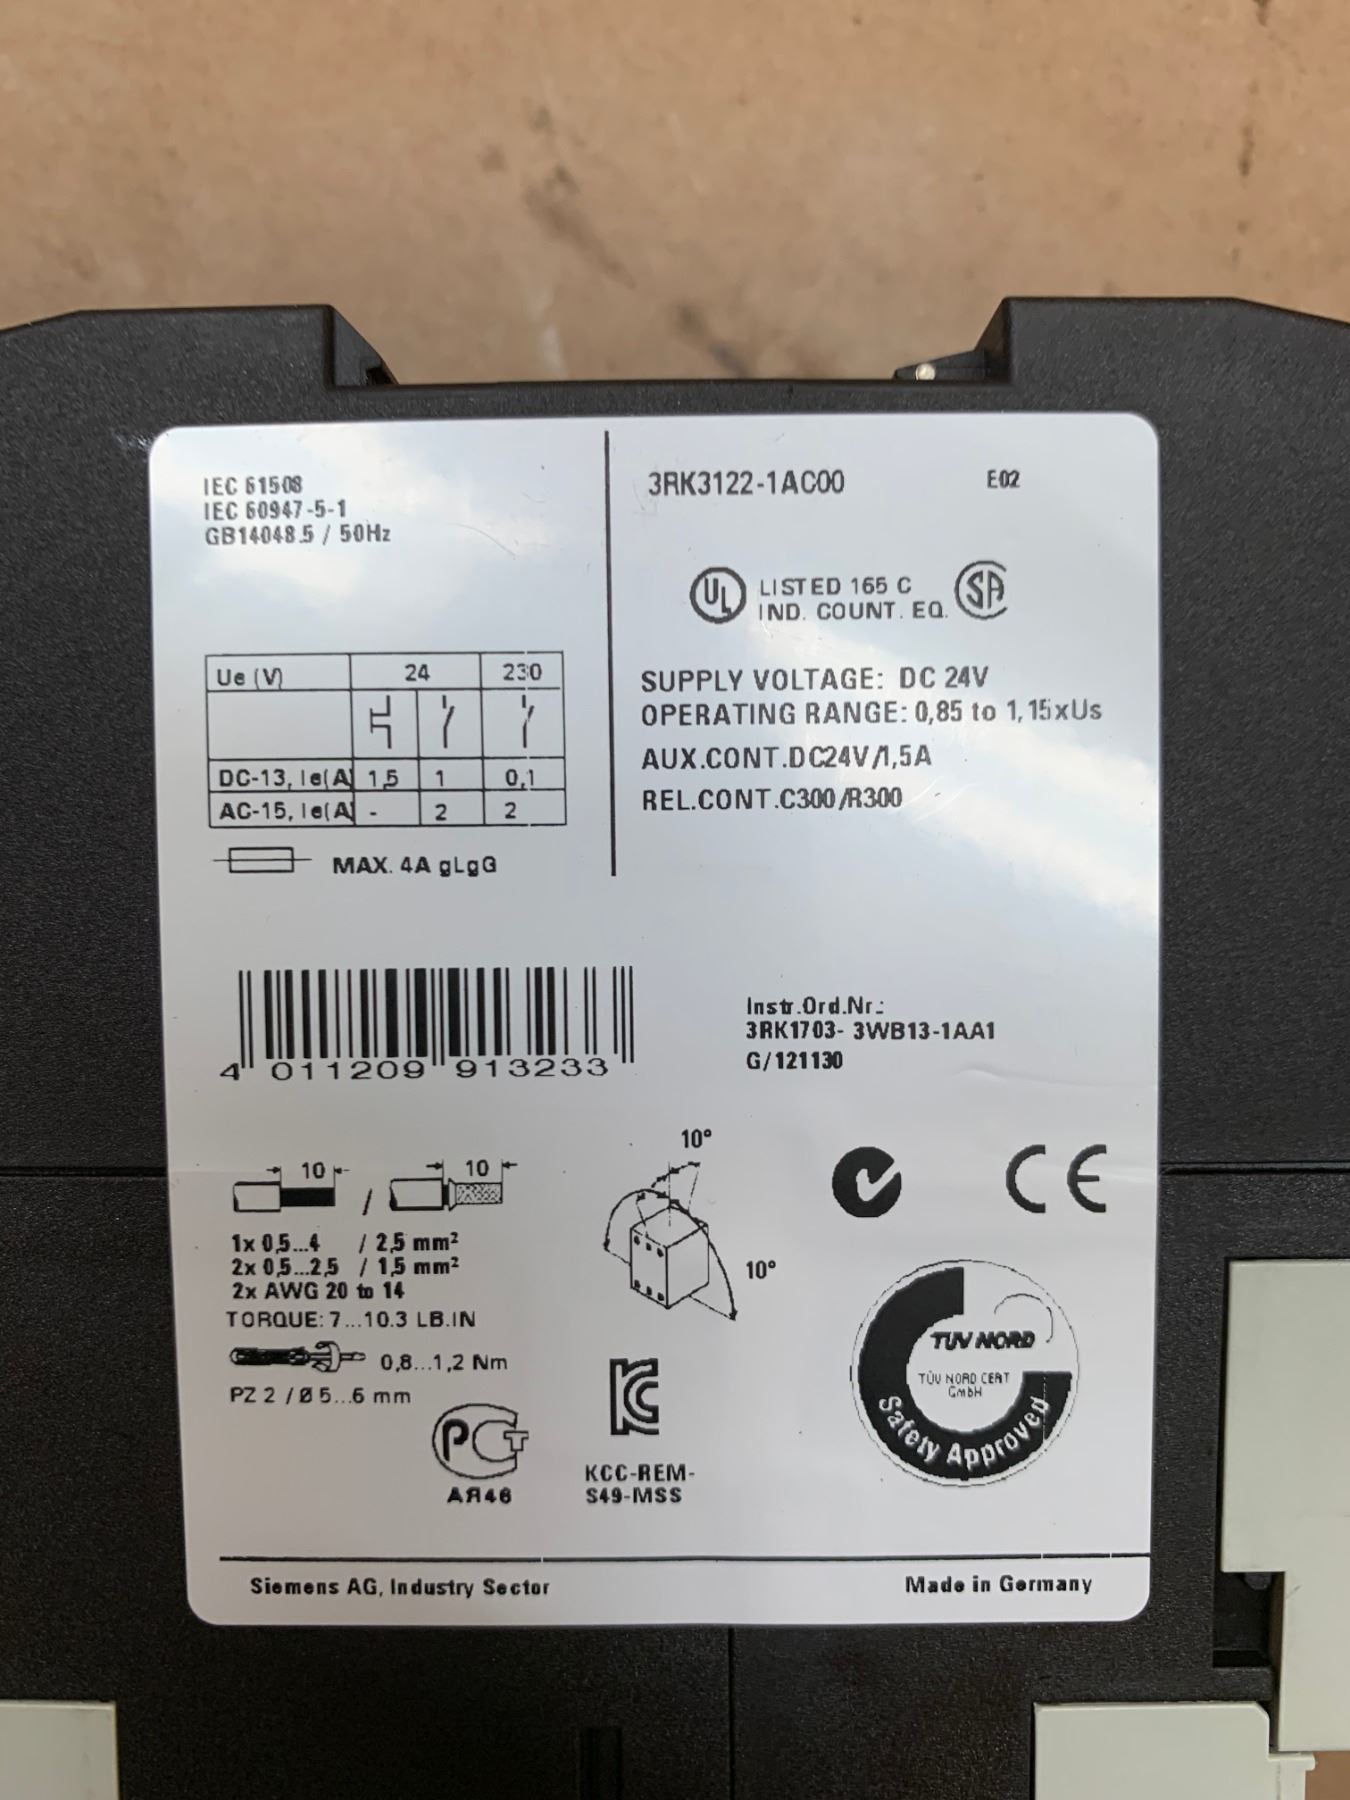 IEC 61508
IEC 60947-5-1
GB14048.5 / 50Hz
3RK3122-1AC00 E02
UL LISTED 165 C
IND. COUNT. EQ. SA
Ue (V) 24 230
DC-13, Ie(A) 1,5 1 0,1
AC-15, Ie(A) - 2 2
MAX. 4A gLgG
SUPPLY VOLTAGE: DC 24V
OPERATING RANGE: 0,85 to 1,15xUs
AUX.CONT.DC24V/1,5A
REL.CONT.C300/R300
4 011209 913233
Instr.Ord.Nr.:
3RK1703- 3WB13-1AA1
G/121130
10 / 10
1x 0,5...4 / 2,5 mm²
2x 0,5...2,5 / 1,5 mm²
2x AWG 20 to 14
TORQUE: 7...10.3 LB.IN
0,8...1,2 Nm
PZ 2 / Ø 5...6 mm
10°
10°
CE
TÜV NORD
TÜV NORD CERT
GmbH
Safety Approved
РСТ
АЯ46
KC
KCC-REM-
S49-MSS
Siemens AG, Industry Sector
Made in Germany